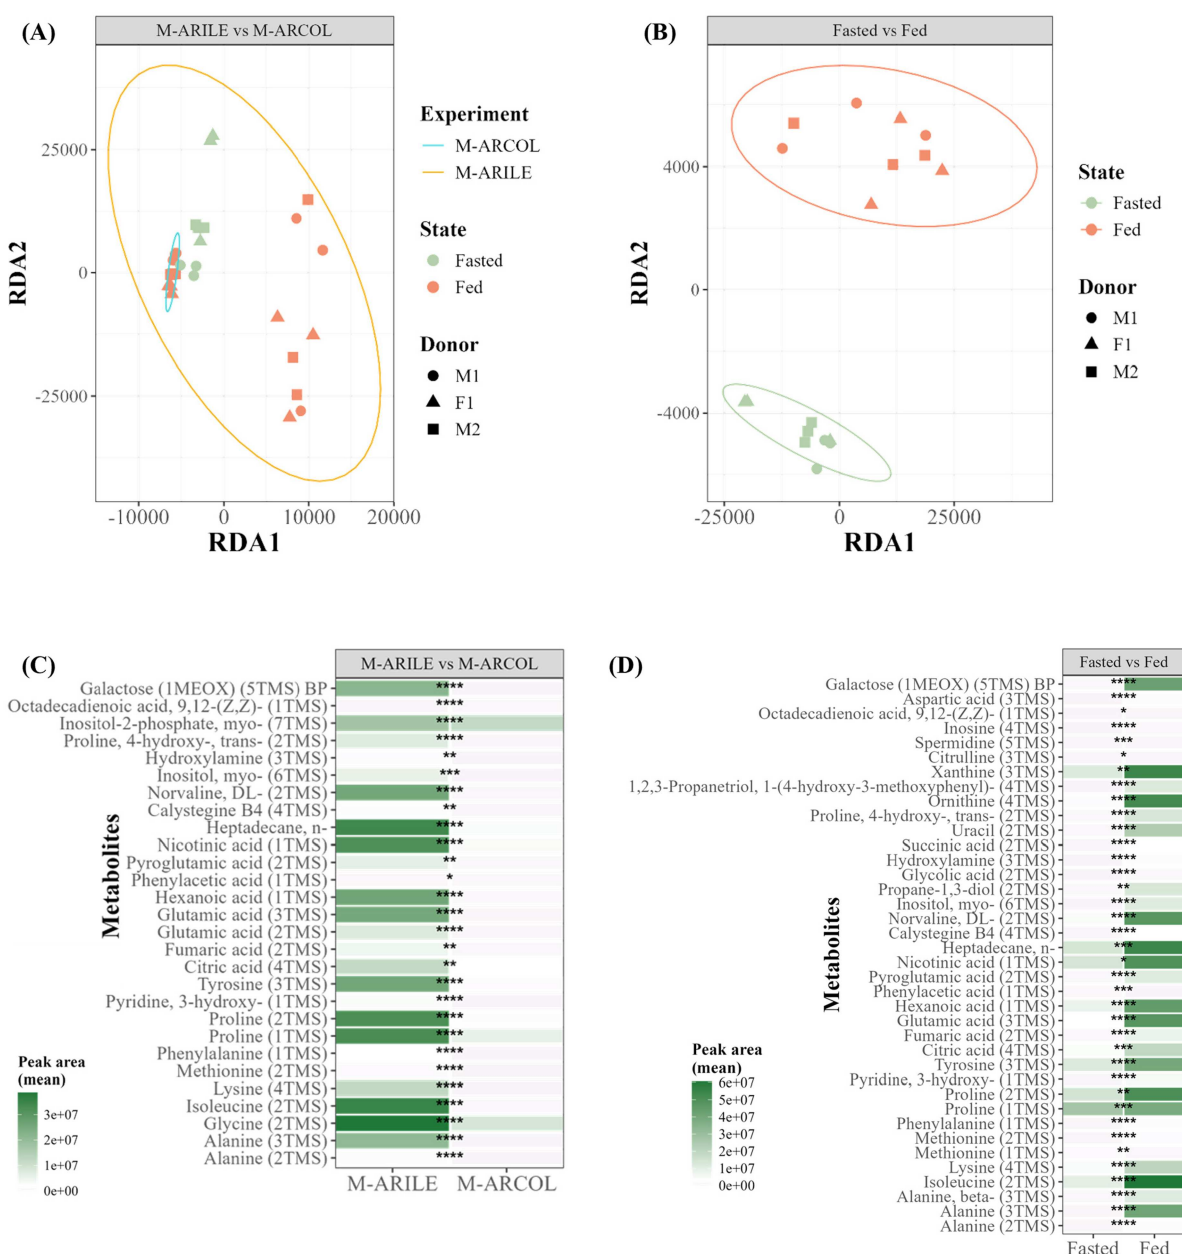 (A)
M-ARILE vs M-ARCOL
25000
0
-25000
RDA2
-10000 0 10000 20000
RDA1
Experiment
M-ARCOL
M-ARILE
State
Fasted
Fed
Donor
M1
F1
M2
(B)
Fasted vs Fed
4000
0
-4000
RDA2
-25000 0 25000
RDA1
State
Fasted
Fed
Donor
M1
F1
M2
(C)
M-ARILE vs M-ARCOL
Metabolites
Galactose (1MEOX) (5TMS) BP ****
Octadecadienoic acid, 9,12-(Z,Z)- (1TMS) ****
Inositol-2-phosphate, myo- (7TMS) ****
Proline, 4-hydroxy-, trans- (2TMS) ****
Hydroxylamine (3TMS) **
Inositol, myo- (6TMS) ***
Norvaline, DL- (2TMS) ****
Calystegine B4 (4TMS) **
Heptadecane, n- ****
Nicotinic acid (1TMS) ****
Pyroglutamic acid (2TMS) **
Phenylacetic acid (1TMS) *
Hexanoic acid (1TMS) ****
Glutamic acid (3TMS) ****
Glutamic acid (2TMS) ****
Fumaric acid (2TMS) **
Citric acid (4TMS) **
Tyrosine (3TMS) ****
Pyridine, 3-hydroxy- (1TMS) ****
Proline (2TMS) ****
Proline (1TMS) ****
Phenylalanine (1TMS) ****
Methionine (2TMS) ****
Lysine (4TMS) ****
Isoleucine (2TMS) ****
Glycine (2TMS) ****
Alanine (3TMS) ****
Alanine (2TMS) ****
M-ARILE M-ARCOL
Peak area
(mean)
3e+07
2e+07
1e+07
0e+00
(D)
Fasted vs Fed
Metabolites
Galactose (1MEOX) (5TMS) BP ****
Aspartic acid (3TMS) ****
Octadecadienoic acid, 9,12-(Z,Z)- (1TMS) *
Inosine (4TMS) ****
Spermidine (5TMS) ***
Citrulline (3TMS) *
Xanthine (3TMS) **
1,2,3-Propanetriol, 1-(4-hydroxy-3-methoxyphenyl)- (4TMS) ****
Ornithine (4TMS) ****
Proline, 4-hydroxy-, trans- (2TMS) ****
Uracil (2TMS) ****
Succinic acid (2TMS) ****
Hydroxylamine (3TMS) ****
Glycolic acid (2TMS) ****
Propane-1,3-diol (2TMS) **
Inositol, myo- (6TMS) ****
Norvaline, DL- (2TMS) ****
Calystegine B4 (4TMS) ****
Heptadecane, n- ***
Nicotinic acid (1TMS) *
Pyroglutamic acid (2TMS) ****
Phenylacetic acid (1TMS) ***
Hexanoic acid (1TMS) ****
Glutamic acid (3TMS) ****
Fumaric acid (2TMS) ****
Citric acid (4TMS) ***
Tyrosine (3TMS) ****
Pyridine, 3-hydroxy- (1TMS) ****
Proline (2TMS) **
Proline (1TMS) ***
Phenylalanine (1TMS) ****
Methionine (2TMS) ****
Methionine (1TMS) **
Lysine (4TMS) ****
Isoleucine (2TMS) ****
Alanine, beta- (3TMS) ****
Alanine (3TMS) ****
Alanine (2TMS) ****
Fasted Fed
Peak area
(mean)
6e+07
5e+07
4e+07
3e+07
2e+07
1e+07
0e+00